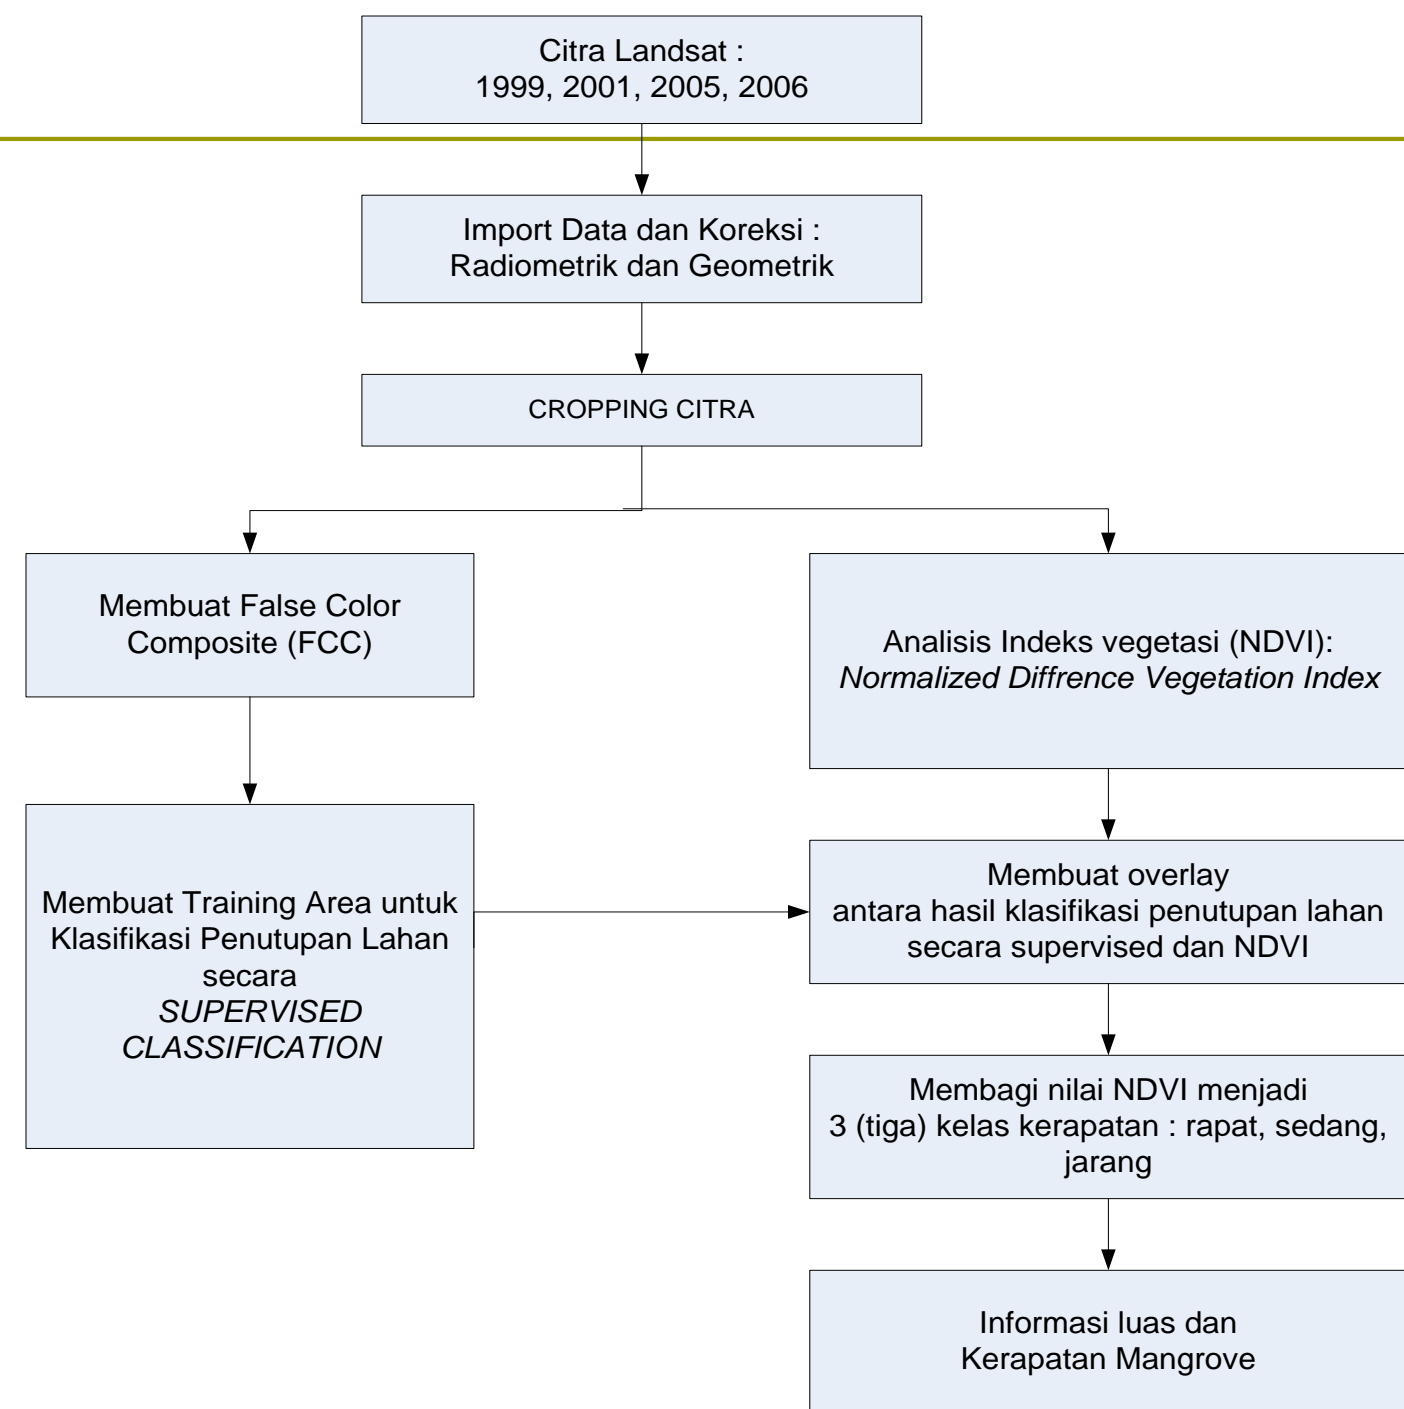 Citra Landsat :
1999, 2001, 2005, 2006
Import Data dan Koreksi :
Radiometrik dan Geometrik
CROPPING CITRA
Membuat False Color
Composite (FCC)
Analisis Indeks vegetasi (NDVI):
Normalized Diffrence Vegetation Index
Membuat Training Area untuk
Klasifikasi Penutupan Lahan
secara
SUPERVISED
CLASSIFICATION
Membuat overlay
antara hasil klasifikasi penutupan lahan
secara supervised dan NDVI
Membagi nilai NDVI menjadi
3 (tiga) kelas kerapatan : rapat, sedang,
jarang
Informasi luas dan
Kerapatan Mangrove